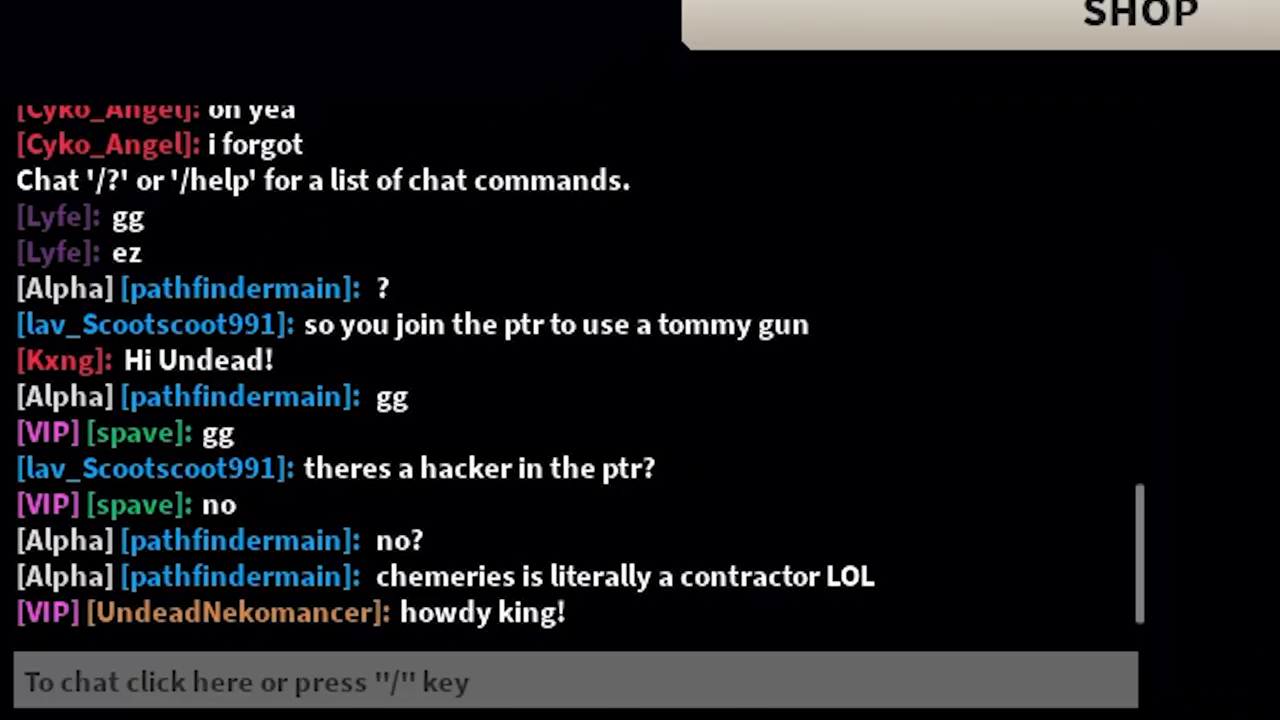 SHOP
[Cyko_Angel]: oh yea
[Cyko_Angel]: i forgot
Chat '/?' or '/help' for a list of chat commands.
[Lyfe]: gg
[Lyfe]: ez
[Alpha] [pathfindermain]: ?
[lav_Scootscoot991]: so you join the ptr to use a tommy gun
[Kxng]: Hi Undead!
[Alpha] [pathfindermain]: gg
[VIP] [spave]: gg
[lav_Scootscoot991]: theres a hacker in the ptr?
[VIP] [spave]: no
[Alpha] [pathfindermain]: no?
[Alpha] [pathfindermain]: chemeries is literally a contractor LOL
[VIP] [UndeadNekomancer]: howdy king!
To chat click here or press "/" key